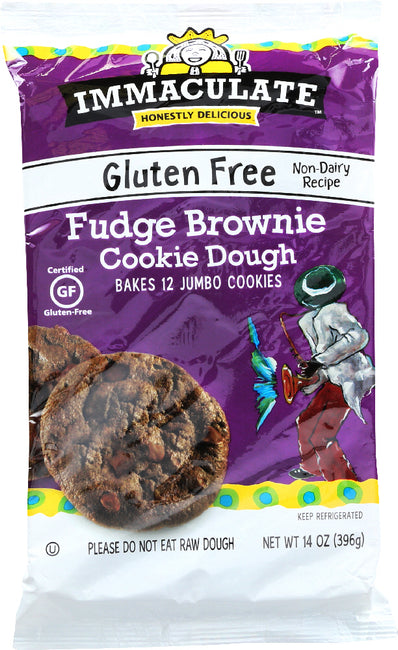 IMMACULATE™
HONESTLY DELICIOUS
Gluten Free
Non-Dairy
Recipe
Fudge Brownie
Cookie Dough
BAKES 12 JUMBO COOKIES
Certified
GF
Gluten-Free
KEEP REFRIGERATED
U
PLEASE DO NOT EAT RAW DOUGH
NET WT 14 OZ (396g)